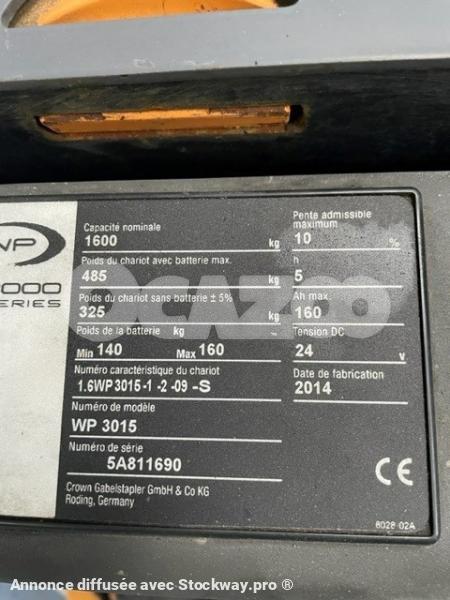 WP
3000
SERIES
Capacité nominale
1600 kg
Pente admissible
maximum
10 %
Poids du chariot avec batterie max.
485 kg
h
5
Poids du chariot sans batterie ± 5%
325 kg
Ah max.
160
Poids de la batterie kg
Min 140 Max 160
Tension DC
24 v
Numéro caractéristique du chariot
1.6WP3015-1 -2 -09 -S
Date de fabrication
2014
Numéro de modèle
WP 3015
Numéro de série
5A811690
Crown Gabelstapler GmbH & Co KG
Roding, Germany
CE
8028 02A
OCAZOO
Annonce diffusée avec Stockway.pro ®